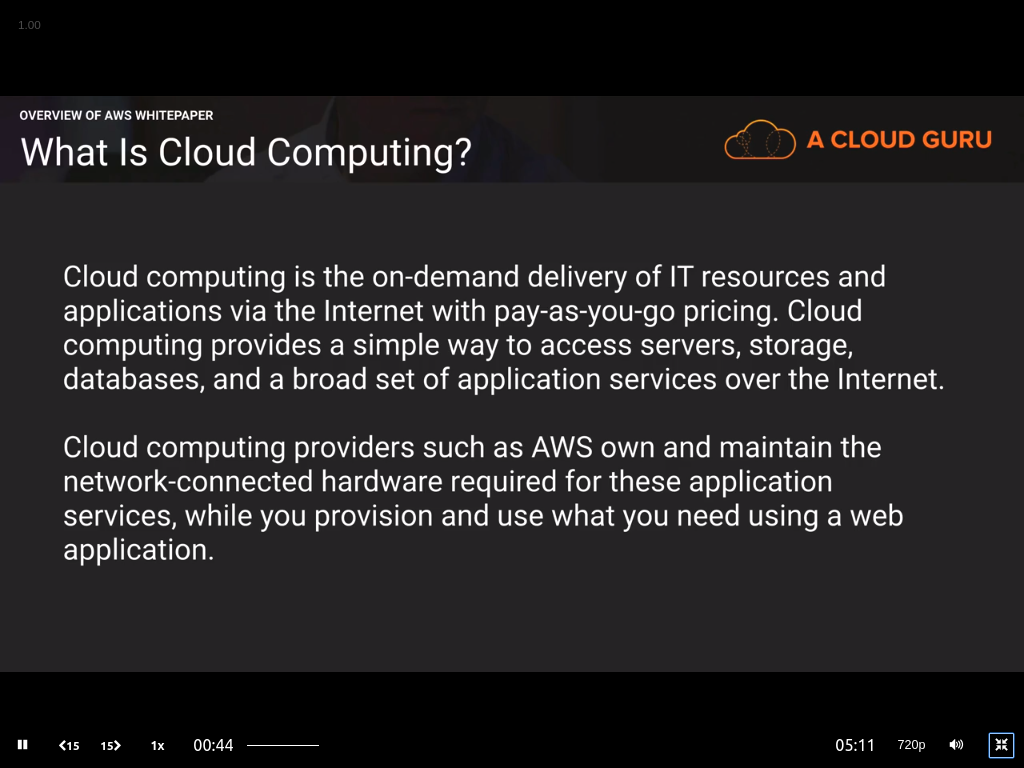 1.00
OVERVIEW OF AWS WHITEPAPER
What Is Cloud Computing?
A CLOUD GURU
Cloud computing is the on-demand delivery of IT resources and
applications via the Internet with pay-as-you-go pricing. Cloud
computing provides a simple way to access servers, storage,
databases, and a broad set of application services over the Internet.
Cloud computing providers such as AWS own and maintain the
network-connected hardware required for these application
services, while you provision and use what you need using a web
application.
15 15 1x 00:44 05:11 720p